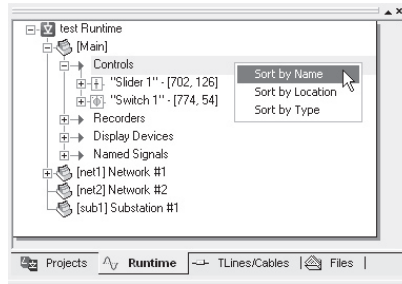 test Runtime
[Main]
Controls
"Slider 1" - [702, 126]
"Switch 1" - [774, 54]
Recorders
Display Devices
Named Signals
[net1] Network #1
[net2] Network #2
[sub1] Substation #1
Sort by Name
Sort by Location
Sort by Type
Projects Runtime TLines/Cables Files